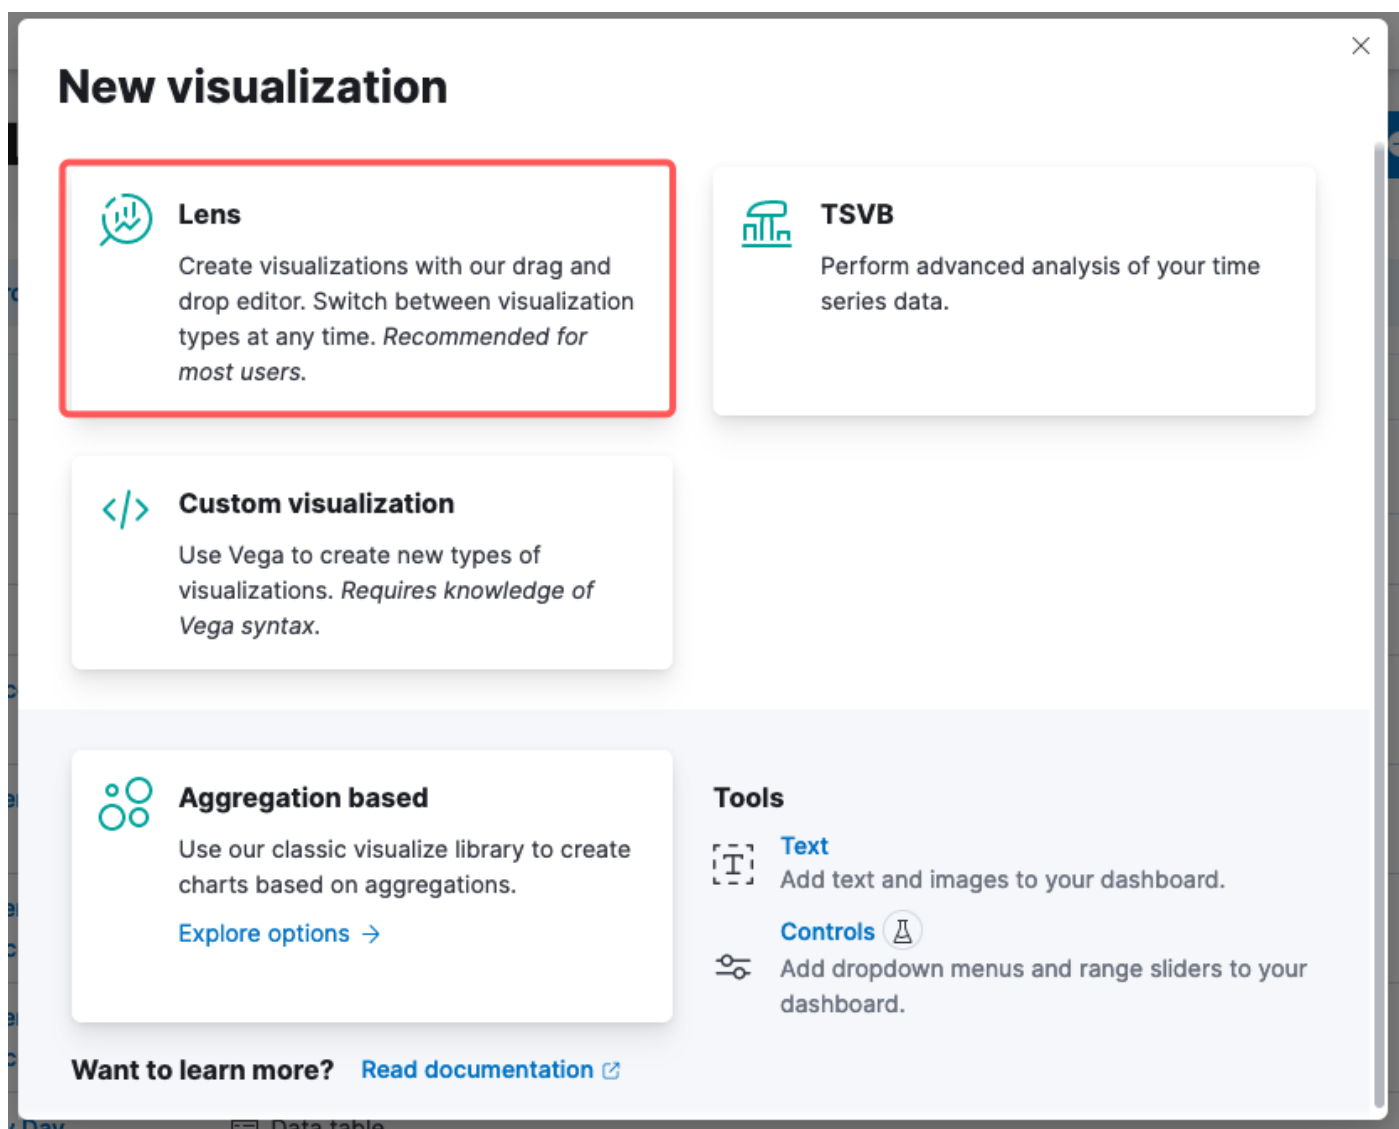 New visualization
Lens
Create visualizations with our drag and
drop editor. Switch between visualization
types at any time. Recommended for
most users.
TSVB
Perform advanced analysis of your time
series data.
Custom visualization
Use Vega to create new types of
visualizations. Requires knowledge of
Vega syntax.
Aggregation based
Use our classic visualize library to create
charts based on aggregations.
Explore options →
Tools
Text
Add text and images to your dashboard.
Controls
Add dropdown menus and range sliders to your
dashboard.
Want to learn more? Read documentation
Day Data table